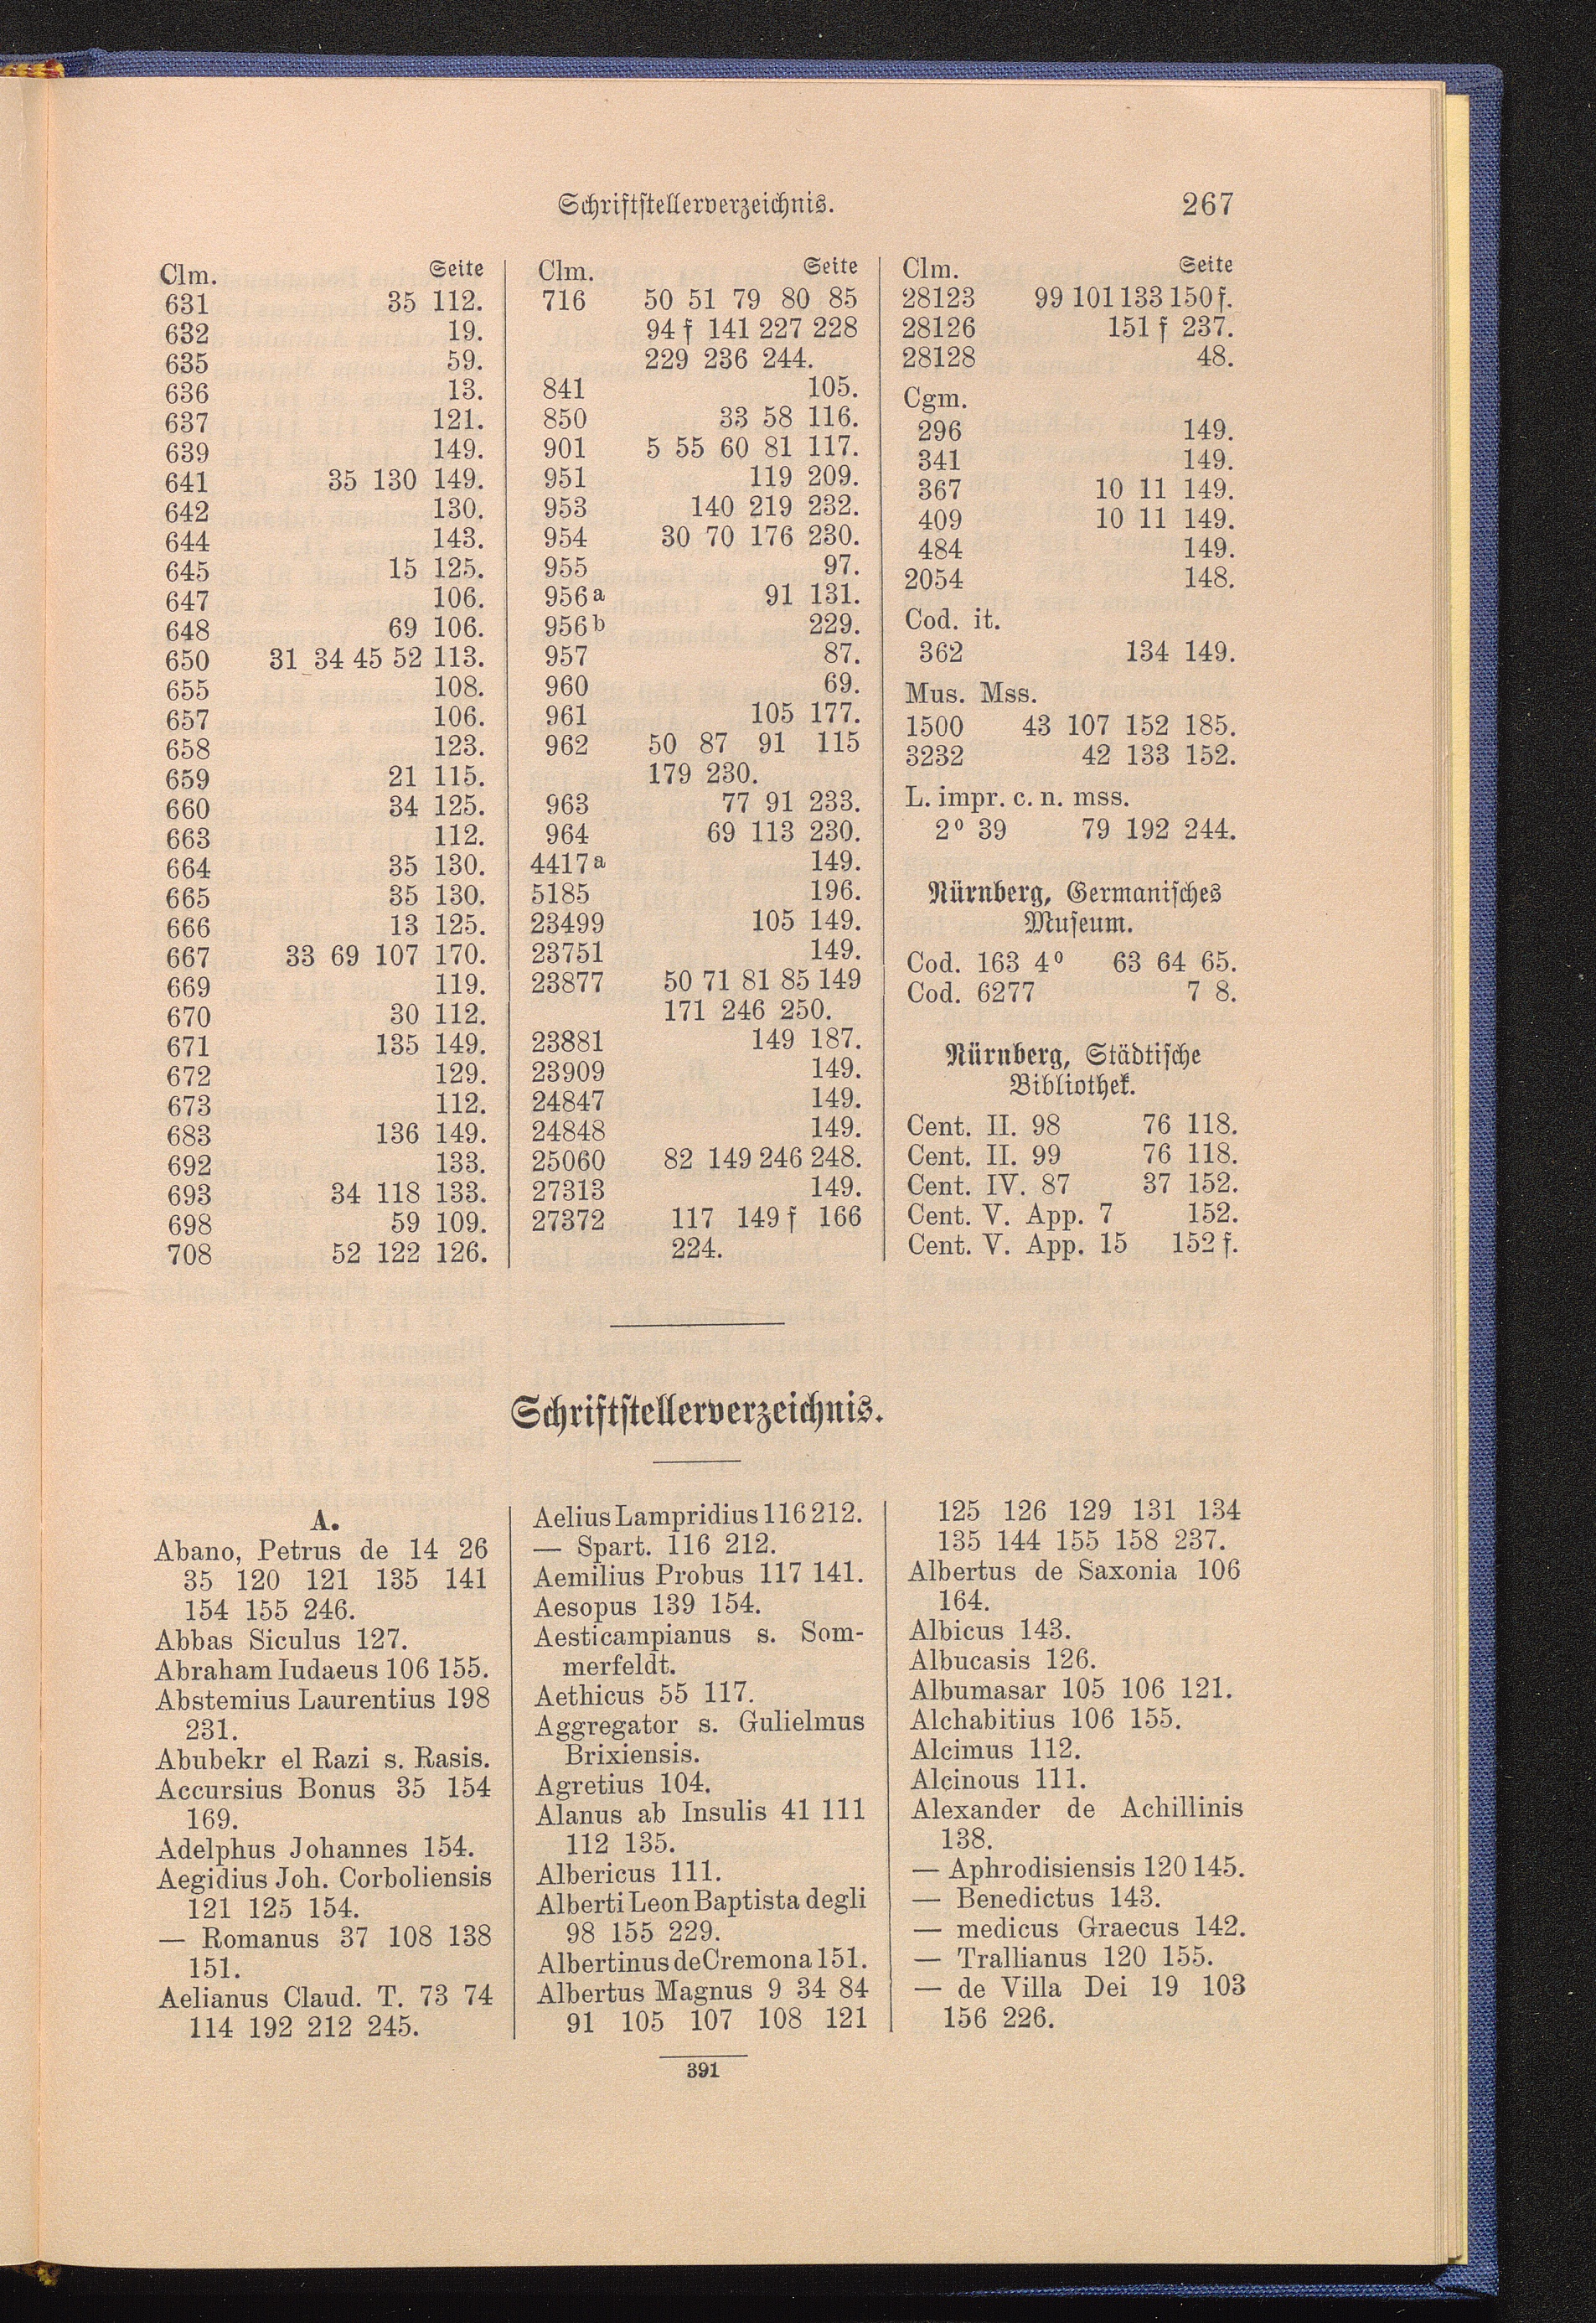 Schriftstellerverzeichnis. 267
Clm. Seite
631 35 112.
632 19.
635 59.
636 13.
637 121.
639 149.
641 35 130 149.
642 130.
644 143.
645 15 125.
647 106.
648 69 106.
650 31 34 45 52 113.
655 108.
657 106.
658 123.
659 21 115.
660 34 125.
663 112.
664 35 130.
665 35 130.
666 13 125.
667 33 69 107 170.
669 119.
670 30 112.
671 135 149.
672 129.
673 112.
683 136 149.
692 133.
693 34 118 133.
698 59 109.
708 52 122 126.
Clm. Seite
716 50 51 79 80 85
94 f 141 227 228
229 236 244.
841 105.
850 33 58 116.
901 5 55 60 81 117.
951 119 209.
953 140 219 232.
954 30 70 176 230.
955 97.
956a 91 131.
956b 229.
957 87.
960 69.
961 105 177.
962 50 87 91 115
179 230.
963 77 91 233.
964 69 113 230.
4417a 149.
5185 196.
23499 105 149.
23751 149.
23877 50 71 81 85 149
171 246 250.
23881 149 187.
23909 149.
24847 149.
24848 149.
25060 82 149 246 248.
27313 149.
27372 117 149 f 166
224.
Clm. Seite
28123 99 101 133 150 f.
28126 151 f 237.
28128 48.
Cgm.
296 149.
341 149.
367 10 11 149.
409 10 11 149.
484 149.
2054 148.
Cod. it.
362 134 149.
Mus. Mss.
1500 43 107 152 185.
3232 42 133 152.
L. impr. c. n. mss.
2⁰ 39 79 192 244.
Nürnberg, Germanisches
Museum.
Cod. 163 4⁰ 63 64 65.
Cod. 6277 7 8.
Nürnberg, Städtische
Bibliothek.
Cent. II. 98 76 118.
Cent. II. 99 76 118.
Cent. IV. 87 37 152.
Cent. V. App. 7 152.
Cent. V. App. 15 152 f.
Schriftstellerverzeichnis.
A.
Abano, Petrus de 14 26
35 120 121 135 141
154 155 246.
Abbas Siculus 127.
Abraham Iudaeus 106 155.
Abstemius Laurentius 198
231.
Abubekr el Razi s. Rasis.
Accursius Bonus 35 154
169.
Adelphus Johannes 154.
Aegidius Joh. Corboliensis
121 125 154.
— Romanus 37 108 138
151.
Aelianus Claud. T. 73 74
114 192 212 245.
Aelius Lampridius 116 212.
— Spart. 116 212.
Aemilius Probus 117 141.
Aesopus 139 154.
Aesticampianus s. Som-
merfeldt.
Aethicus 55 117.
Aggregator s. Gulielmus
Brixiensis.
Agretius 104.
Alanus ab Insulis 41 111
112 135.
Albericus 111.
Alberti Leon Baptista degli
98 155 229.
Albertinus de Cremona 151.
Albertus Magnus 9 34 84
91 105 107 108 121
125 126 129 131 134
135 144 155 158 237.
Albertus de Saxonia 106
164.
Albicus 143.
Albucasis 126.
Albumasar 105 106 121.
Alchabitius 106 155.
Alcimus 112.
Alcinous 111.
Alexander de Achillinis
138.
— Aphrodisiensis 120 145.
— Benedictus 143.
— medicus Graecus 142.
— Trallianus 120 155.
— de Villa Dei 19 103
156 226.
391